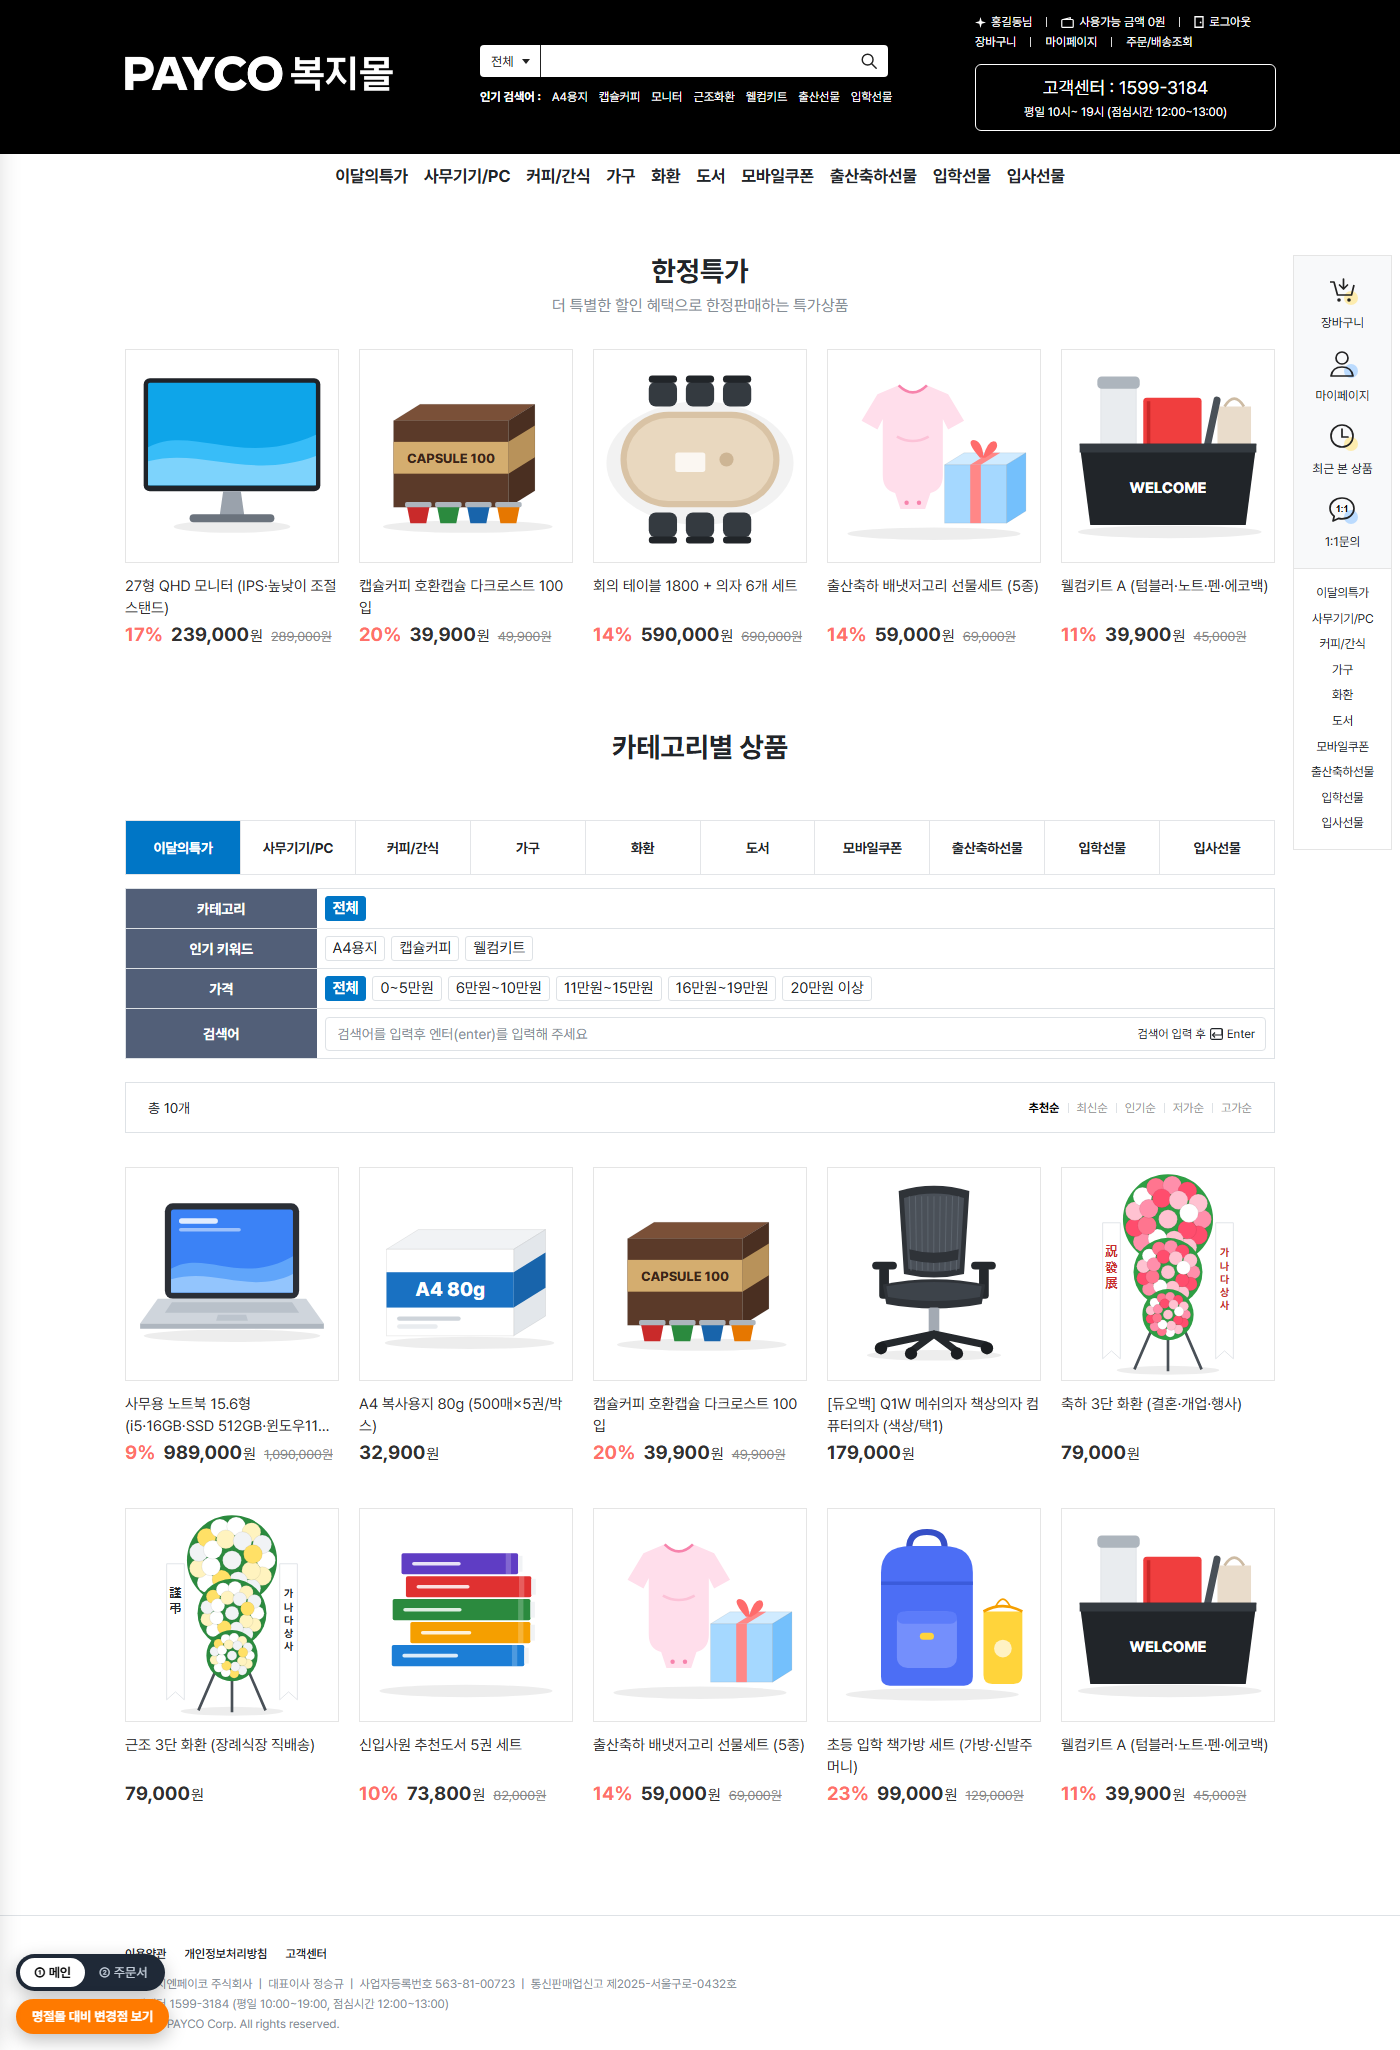 홍길동님 | 사용가능 금액 0원 | 로그아웃
장바구니 | 마이페이지 | 주문/배송조회
PAYCO 복지몰
전체
인기 검색어 : A4용지 캡슐커피 모니터 근조화환 웰컴키트 출산선물 입학선물
고객센터 : 1599-3184
평일 10시~ 19시 (점심시간 12:00~13:00)
이달의특가 사무기기/PC 커피/간식 가구 화환 도서 모바일쿠폰 출산축하선물 입학선물 입사선물
한정특가
더 특별한 할인 혜택으로 한정판매하는 특가상품
CAPSULE 100
WELCOME
27형 QHD 모니터 (IPS·높낮이 조절
스탠드)
17% 239,000원 289,000원
캡슐커피 호환캡슐 다크로스트 100
입
20% 39,900원 49,900원
회의 테이블 1800 + 의자 6개 세트
14% 590,000원 690,000원
출산축하 배냇저고리 선물세트 (5종)
14% 59,000원 69,000원
웰컴키트 A (텀블러·노트·펜·에코백)
11% 39,900원 45,000원
장바구니
마이페이지
최근 본 상품
1:1
1:1문의
이달의특가
사무기기/PC
커피/간식
가구
화환
도서
모바일쿠폰
출산축하선물
입학선물
입사선물
카테고리별 상품
이달의특가 사무기기/PC 커피/간식 가구 화환 도서 모바일쿠폰 출산축하선물 입학선물 입사선물
카테고리 전체
인기 키워드 A4용지 캡슐커피 웰컴키트
가격 전체 0~5만원 6만원~10만원 11만원~15만원 16만원~19만원 20만원 이상
검색어 검색어를 입력후 엔터(enter)를 입력해 주세요 검색어 입력 후 Enter
총 10개
추천순 | 최신순 | 인기순 | 저가순 | 고가순
A4 80g
CAPSULE 100
祝發展
가나다상사
사무용 노트북 15.6형
(i5·16GB·SSD 512GB·윈도우11...
9% 989,000원 1,090,000원
A4 복사용지 80g (500매×5권/박
스)
32,900원
캡슐커피 호환캡슐 다크로스트 100
입
20% 39,900원 49,900원
[듀오백] Q1W 메쉬의자 책상의자 컴
퓨터의자 (색상/택1)
179,000원
축하 3단 화환 (결혼·개업·행사)
79,000원
謹弔
가나다상사
WELCOME
근조 3단 화환 (장례식장 직배송)
79,000원
신입사원 추천도서 5권 세트
10% 73,800원 82,000원
출산축하 배냇저고리 선물세트 (5종)
14% 59,000원 69,000원
초등 입학 책가방 세트 (가방·신발주
머니)
23% 99,000원 129,000원
웰컴키트 A (텀블러·노트·펜·에코백)
11% 39,900원 45,000원
이용약관 개인정보처리방침 고객센터
엔페이코 주식회사 | 대표이사 정승규 | 사업자등록번호 563-81-00723 | 통신판매업신고 제2025-서울구로-0432호
1599-3184 (평일 10:00~19:00, 점심시간 12:00~13:00)
PAYCO Corp. All rights reserved.
① 메인 ② 주문서
명절몰 대비 변경점 보기